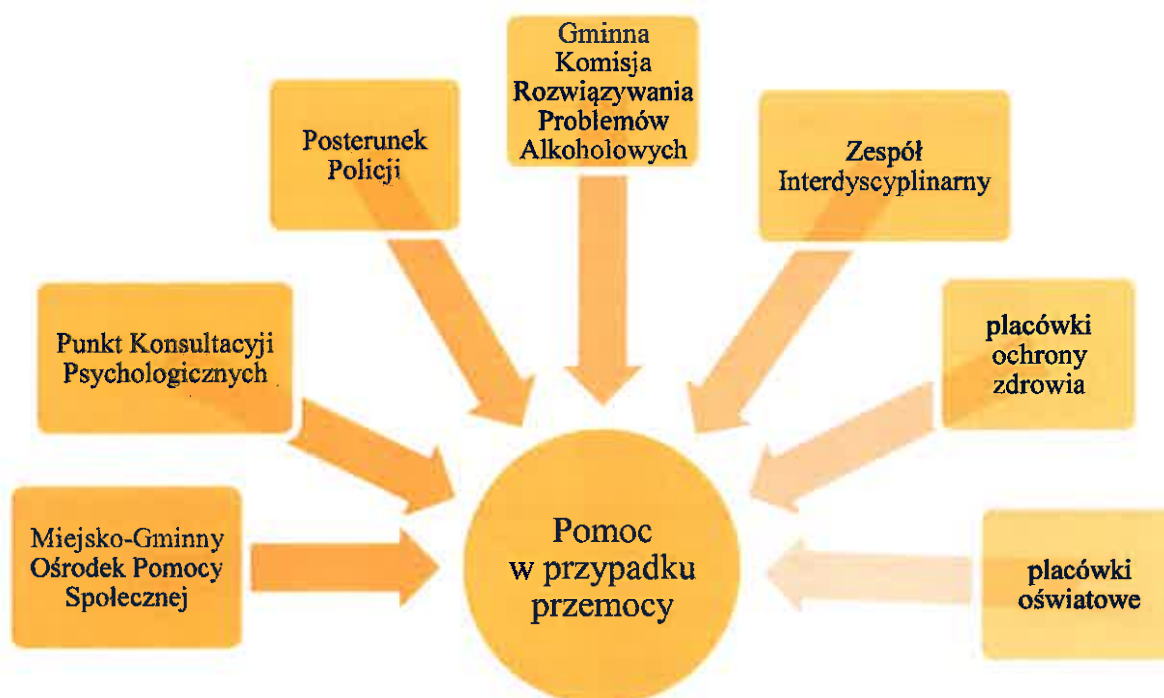 Gminna
Komisja
Rozwiązywania
Problemów
Alkoholowych
Posterunek
Policji
Zespół
Interdyscyplinarny
Punkt Konsultacyji
Psychologicznych
placówki
ochrony
zdrowia
Miejsko-Gminny
Ośrodek Pomocy
Społecznej
Pomoc
w przypadku
przemocy
placówki
oświatowe